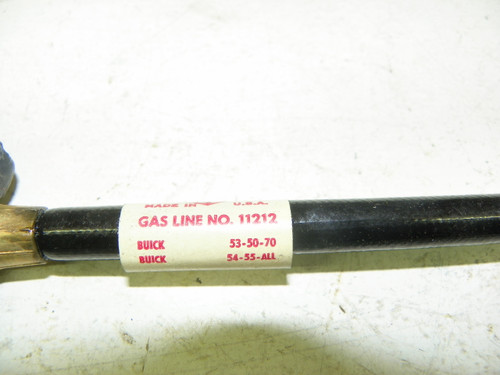 MADE IN U.S.A.
GAS LINE NO. 11212
BUICK 53-50-70
BUICK 54-55-ALL